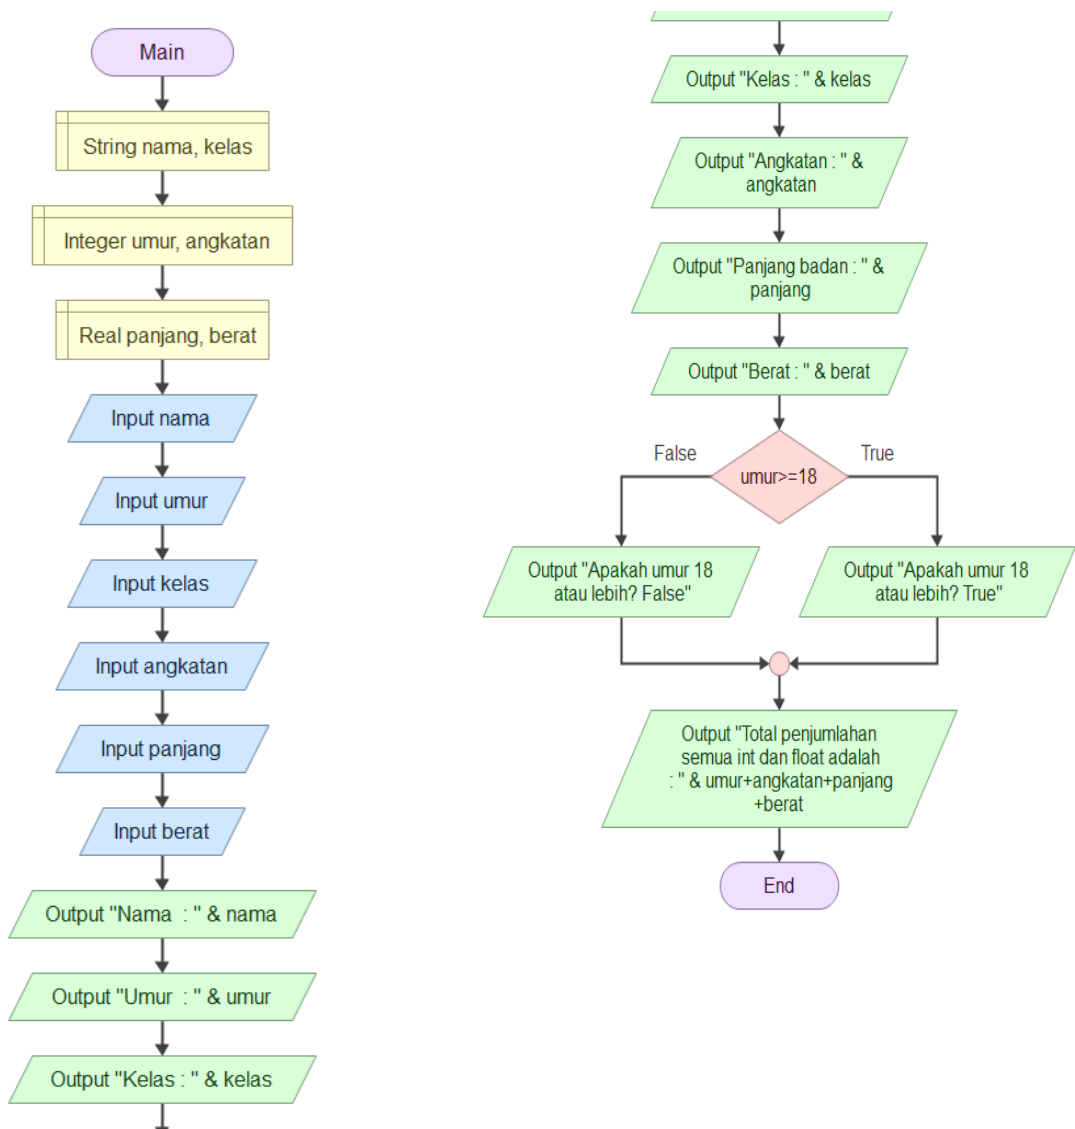 Main
String nama, kelas
Integer umur, angkatan
Real panjang, berat
Input nama
Input umur
Input kelas
Input angkatan
Input panjang
Input berat
Output "Nama  : " & nama
Output "Umur  : " & umur
Output "Kelas : " & kelas
Output "Kelas : " & kelas
Output "Angkatan : " &
angkatan
Output "Panjang badan : " &
panjang
Output "Berat : " & berat
False
True
umur>=18
Output "Apakah umur 18
atau lebih? False"
Output "Apakah umur 18
atau lebih? True"
Output "Total penjumlahan
semua int dan float adalah
: " & umur+angkatan+panjang
+berat
End